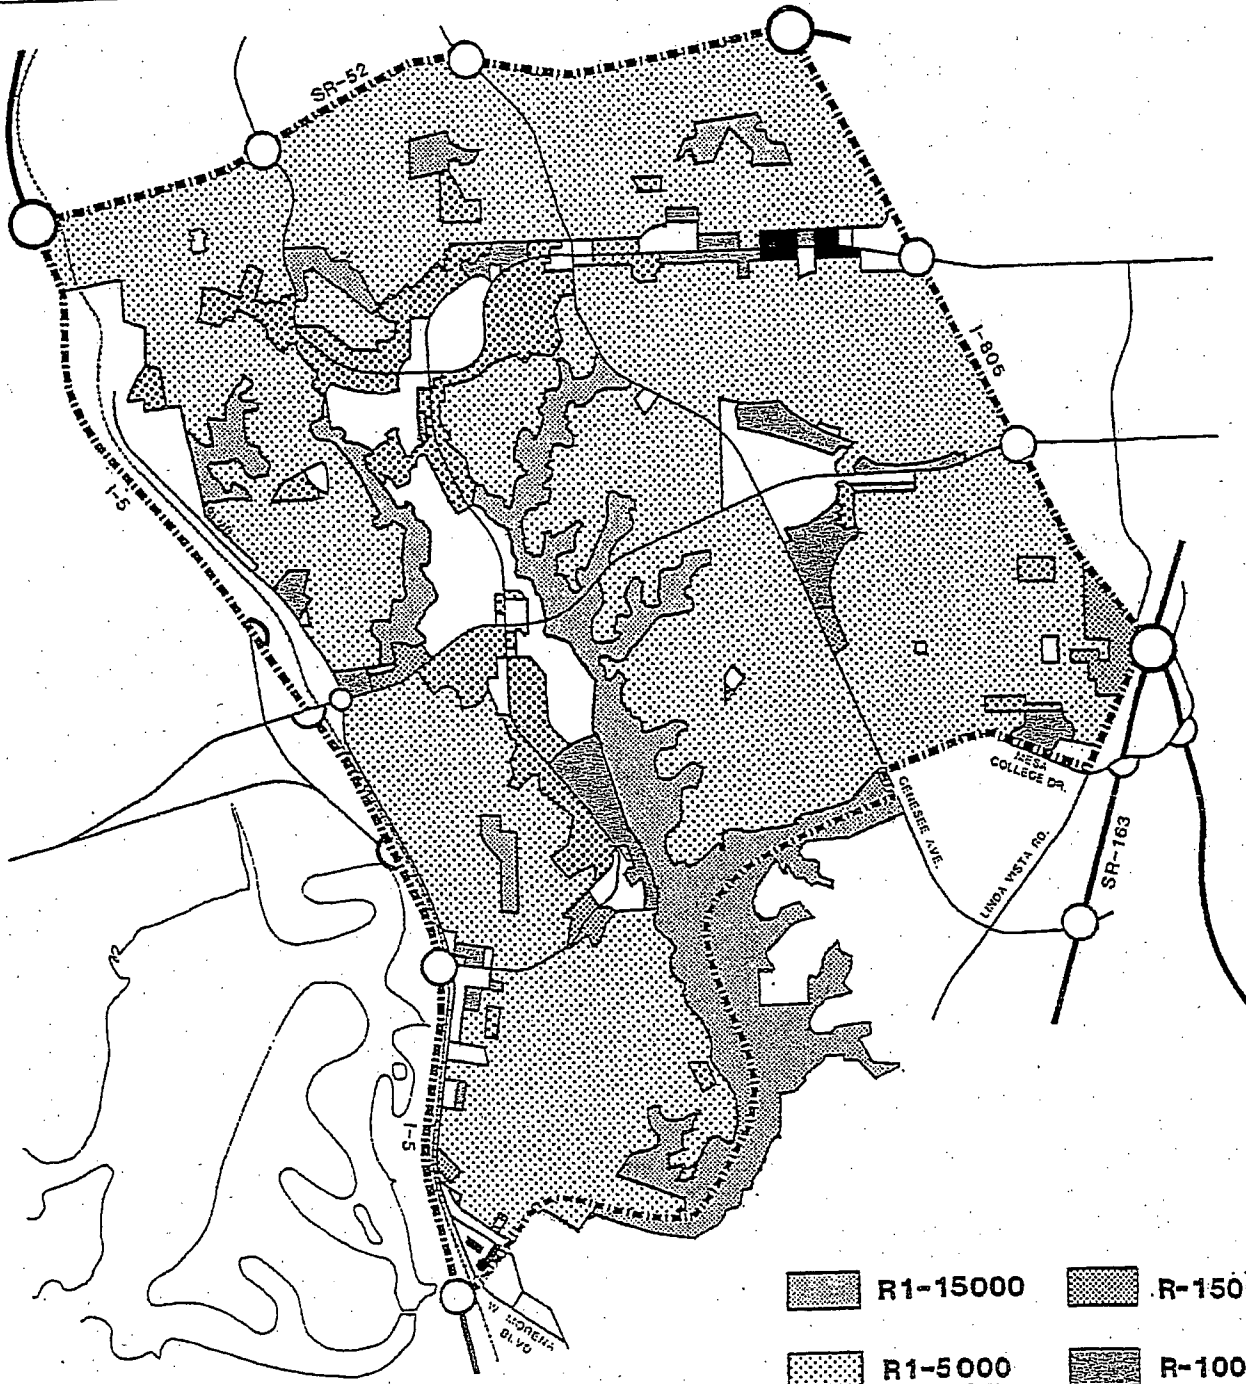 SR-52
I-805
I-5
MESA
COLLEGE DR.
GENESEE AVE.
LINDA VISTA RD.
SR-163
I-5
W. MORENA
BLVD
R1-15000
R-150
R1-5000
R-100